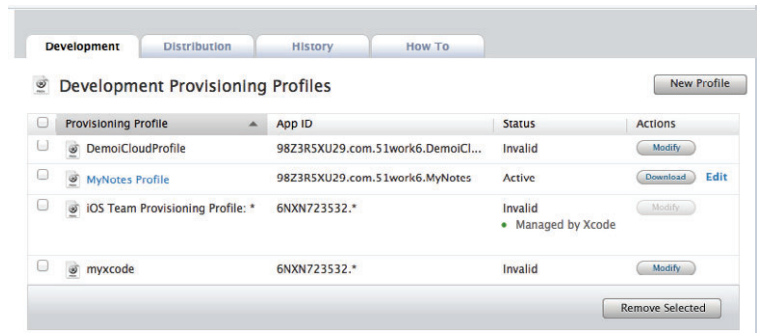 Development Distribution History How To
Development Provisioning Profiles New Profile
Provisioning Profile App ID Status Actions
DemoiCloudProfile 98Z3R5XU29.com.51work6.DemoiCl... Invalid Modify
MyNotes Profile 98Z3R5XU29.com.51work6.MyNotes Active Download Edit
iOS Team Provisioning Profile: * 6NXN723532.* Invalid Modify
• Managed by Xcode
myxcode 6NXN723532.* Invalid Modify
Remove Selected